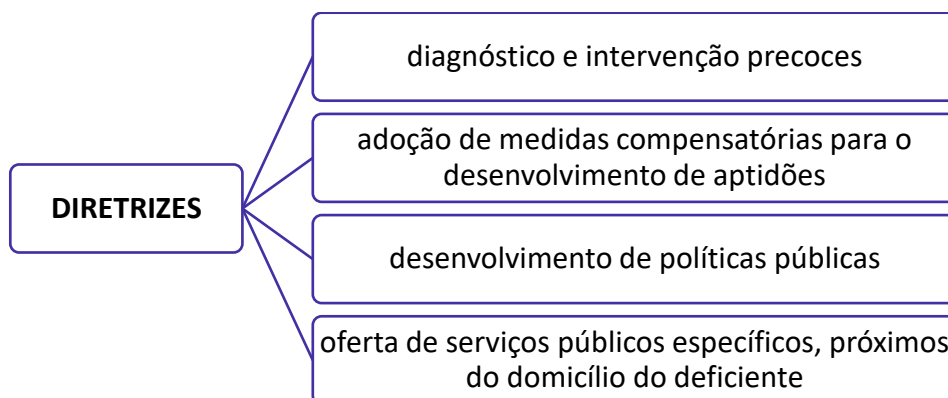 DIRETRIZES
diagnóstico e intervenção precoces
adoção de medidas compensatórias para o
desenvolvimento de aptidões
desenvolvimento de políticas públicas
oferta de serviços públicos específicos, próximos
do domicílio do deficiente